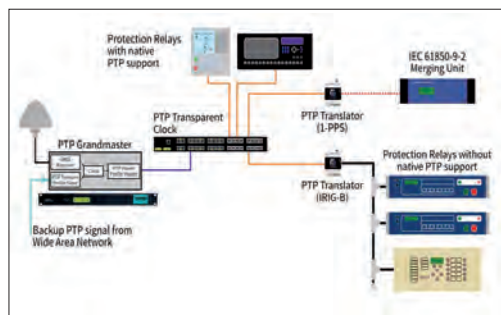 Protection Relays
with native
PTP support
IEC 61850-9-2
Merging Unit
PTP Transparent
Clock
PTP Translator
(1-PPS)
PTP Grandmaster
Protection Relays without
native PTP support
PTP Translator
(IRIG-B)
Backup PTP signal from
Wide Area Network